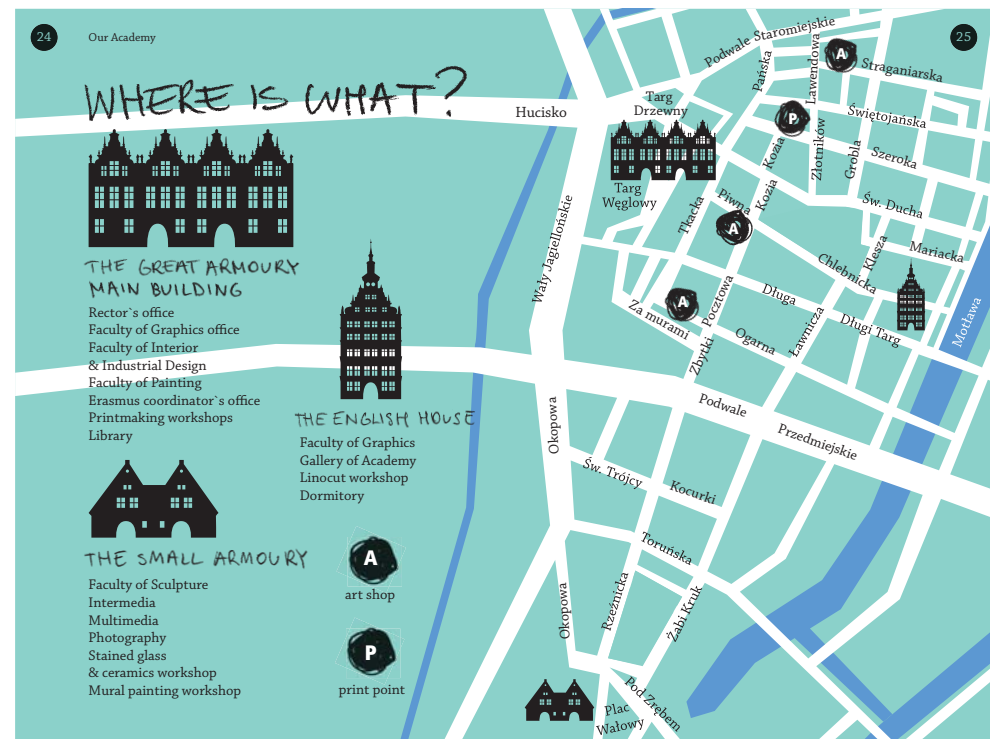 24
Our Academy
25
WHERE IS WHAT?
THE GREAT ARMOURY
MAIN BUILDING
Rector`s office
Faculty of Graphics office
Faculty of Interior
& Industrial Design
Faculty of Painting
Erasmus coordinator`s office
Printmaking workshops
Library
THE ENGLISH HOUSE
Faculty of Graphics
Gallery of Academy
Linocut workshop
Dormitory
THE SMALL ARMOURY
Faculty of Sculpture
Intermedia
Multimedia
Photography
Stained glass
& ceramics workshop
Mural painting workshop
A
art shop
P
print point
Hucisko
Podwale Staromiejskie
Pańska
Lawendowa
A
Straganiarska
Targ
Drzewny
P
Świętojańska
Kozia
Złotników
Grobla
Szeroka
Targ
Węglowy
Wały Jagiellońskie
Tkacka
Piwna
A
Kozia
Św. Ducha
Klesza
Mariacka
Chlebnicka
A
Za murami
Pocztowa
Długa
Długi Targ
Ławnicza
Ogarna
Zbytki
Motława
Okopowa
Podwale
Przedmiejskie
Św. Trójcy
Kocurki
Toruńska
Okopowa
Rzeźnicka
Żabi Kruk
Pod Zrębem
Plac
Wałowy